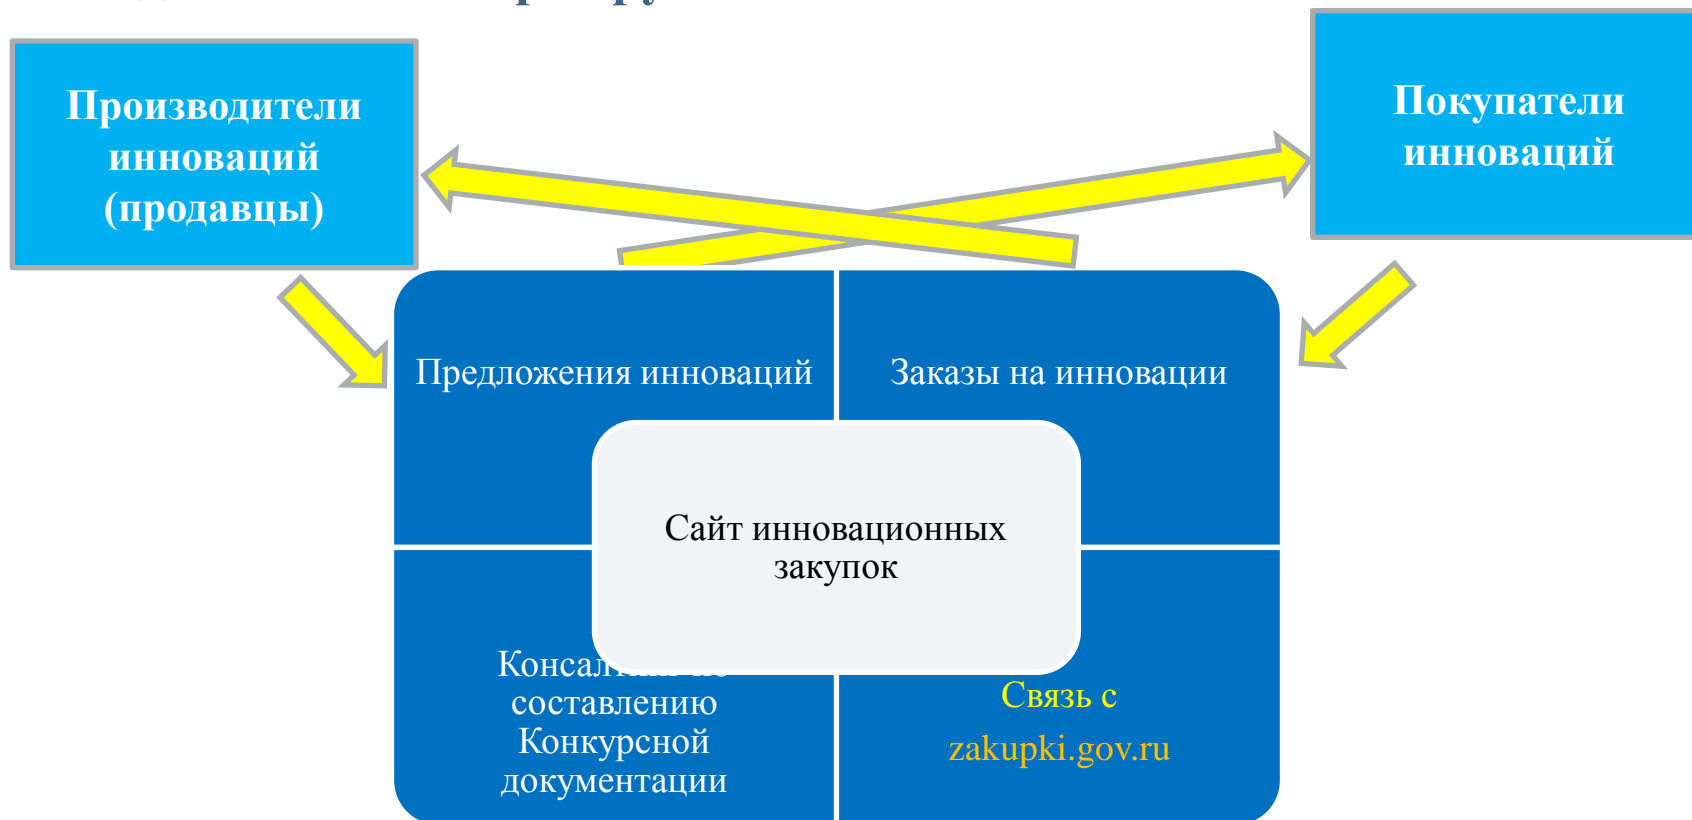 Производители
инноваций
(продавцы)
Покупатели
инноваций
Предложения инноваций
Заказы на инновации
Сайт инновационных
закупок
составлению
Конкурсной
документации
Связь с
zakupki.gov.ru